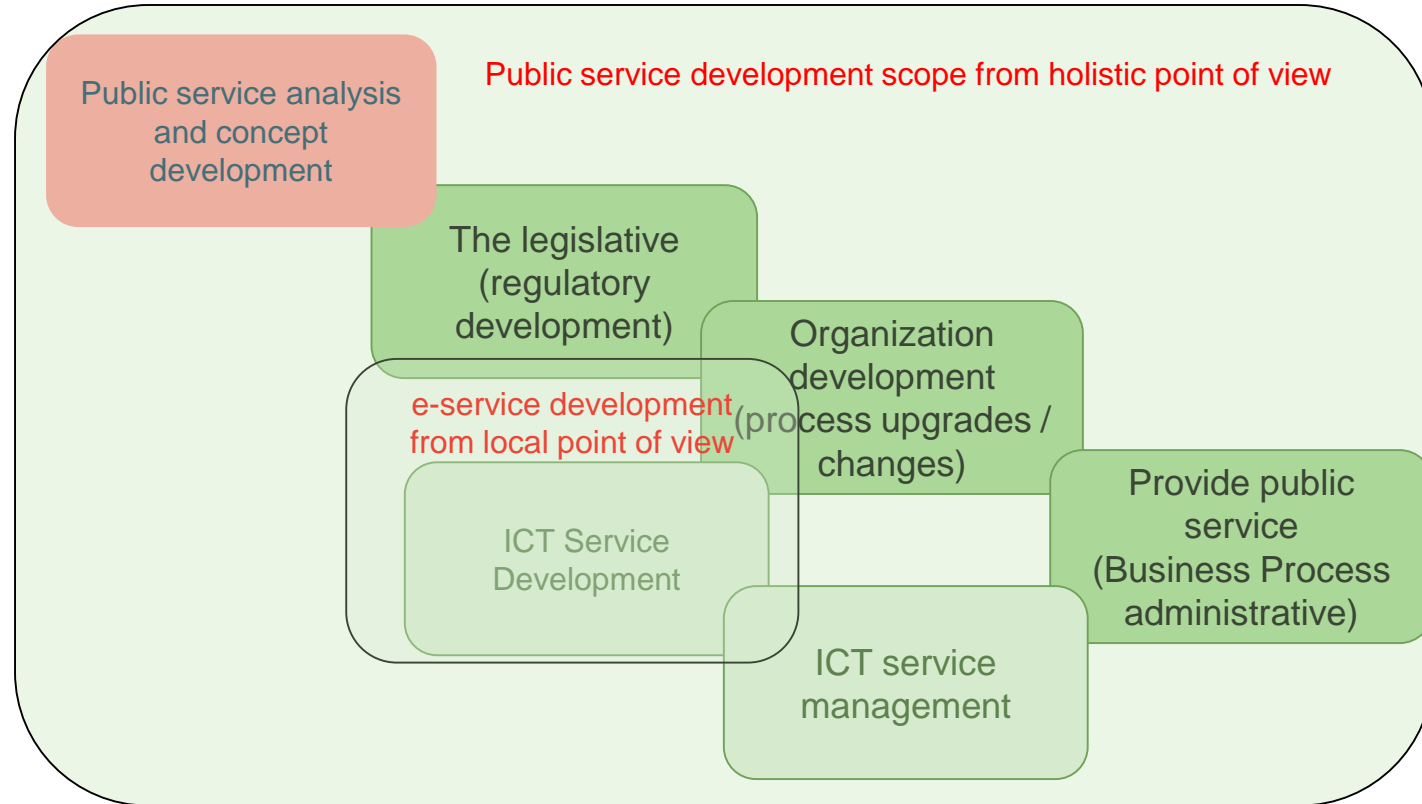 Public service development scope from holistic point of view
Public service analysis
and concept
development
The legislative
(regulatory
development)
Organization
development
(process upgrades /
changes)
e-service development
from local point of view
Provide public
service
(Business Process
administrative)
ICT Service
Development
ICT service
management